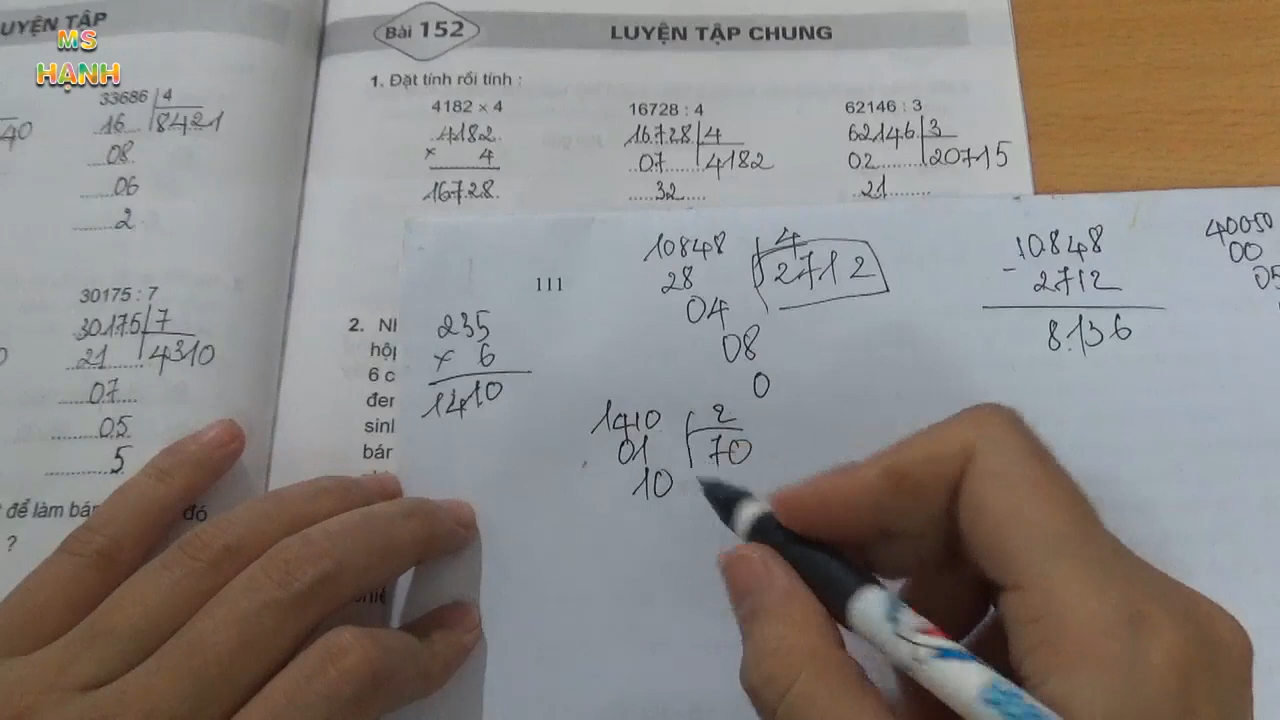 UYỆN TẬP
MS
HẠNH
40
33686 4
16 8421
08
06
2
30175 : 7
30175 7
21 4310
07
05
5
để làm bán
đó
?
Bài 152
LUYỆN TẬP CHUNG
1. Đặt tính rồi tính :
4182 × 4
4182
× 4
16728
16728 : 4
16728 4
07 4182
32
62146 : 3
62146 3
02 20715
21
2.
hộp
6 c
sinl
bár
111
235
× 6
1410
10848 4
28 2712
04
08
0
1410 2
01 70
10
10848
- 2712
8136
40050
00
05